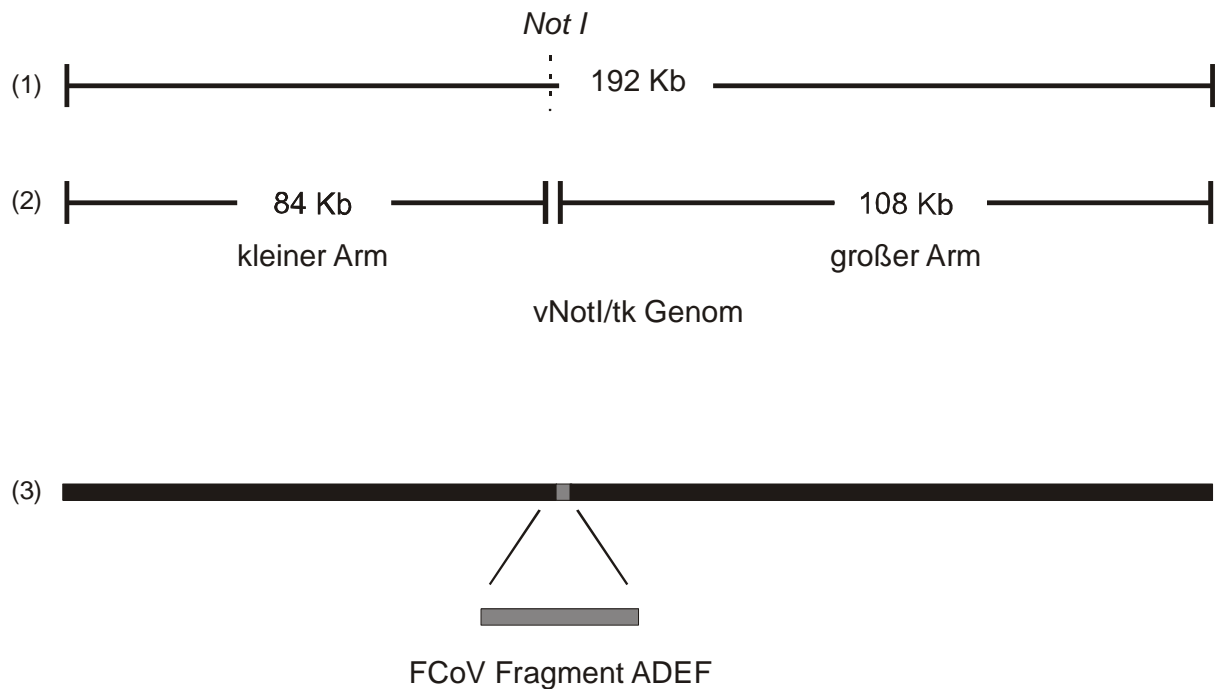 Not I
(1) 192 Kb
(2) 84 Kb 108 Kb
kleiner Arm großer Arm
vNotI/tk Genom
(3)
FCoV Fragment ADEF